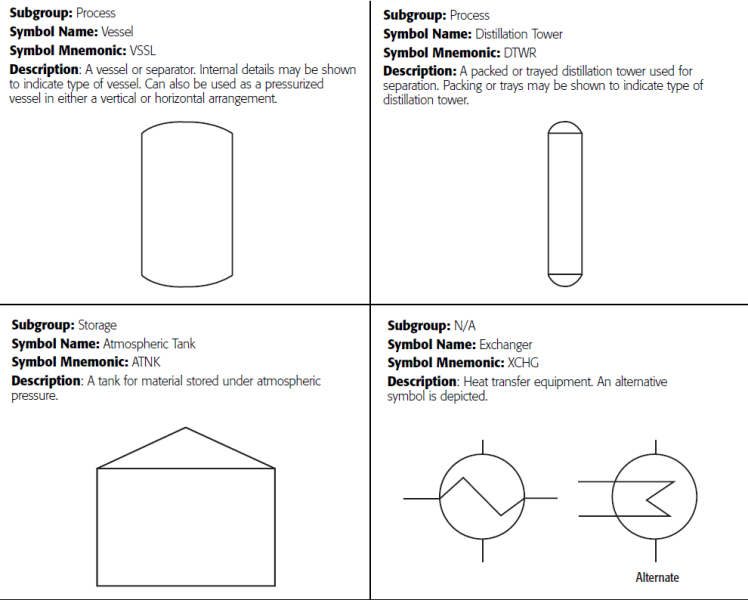 Subgroup: Process
Symbol Name: Vessel
Symbol Mnemonic: VSSL
Description: A vessel or separator. Internal details may be shown
to indicate type of vessel. Can also be used as a pressurized
vessel in either a vertical or horizontal arrangement.
Subgroup: Process
Symbol Name: Distillation Tower
Symbol Mnemonic: DTWR
Description: A packed or trayed distillation tower used for
separation. Packing or trays may be shown to indicate type of
distillation tower.
Subgroup: Storage
Symbol Name: Atmospheric Tank
Symbol Mnemonic: ATNK
Description: A tank for material stored under atmospheric
pressure.
Subgroup: N/A
Symbol Name: Exchanger
Symbol Mnemonic: XCHG
Description: Heat transfer equipment. An alternative
symbol is depicted.
Alternate